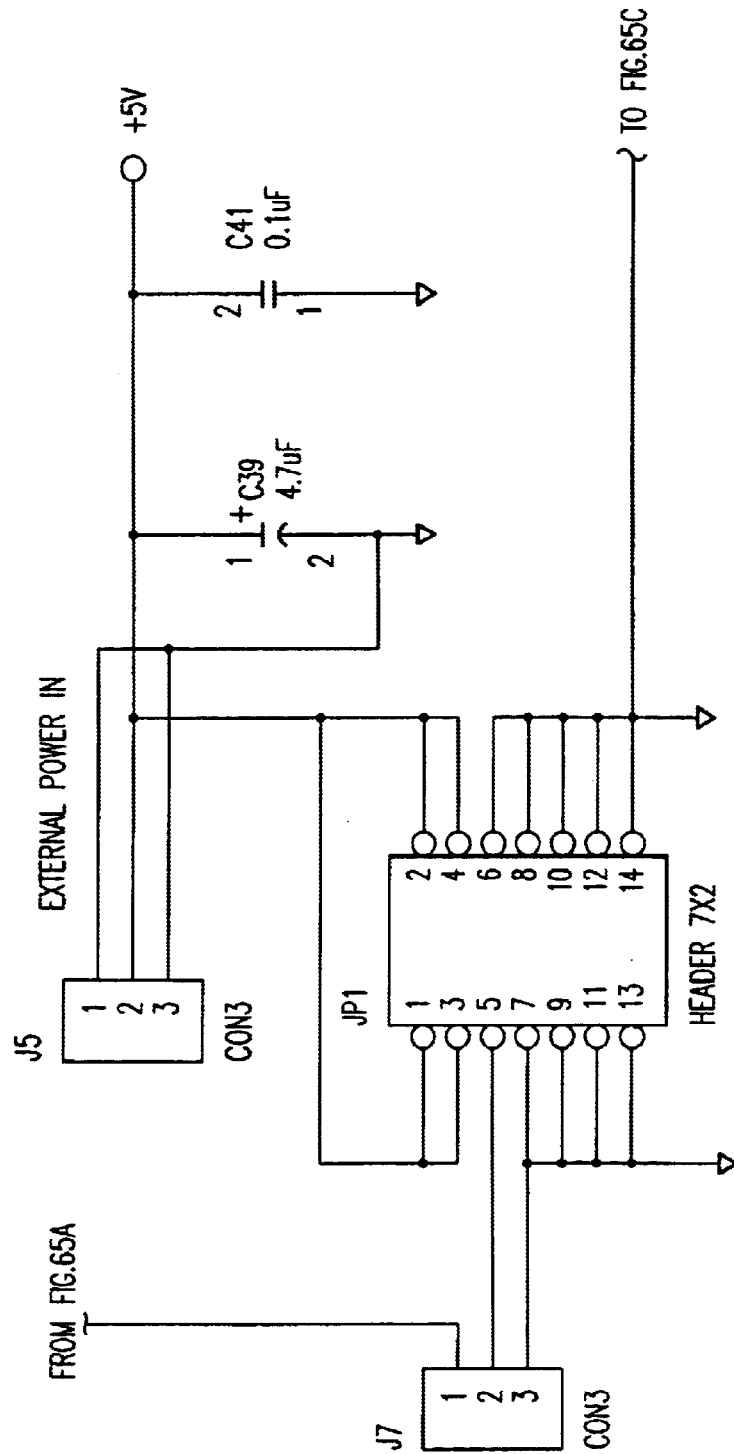 FROM FIG.65A
J7
1
2
3
CON3
J5
1
2
3
CON3
EXTERNAL POWER IN
JP1
1
3
5
7
9
11
13
2
4
6
8
10
12
14
HEADER 7X2
1
+
C39
4.7uF
2
2
C41
0.1uF
1
+5V
TO FIG.65C